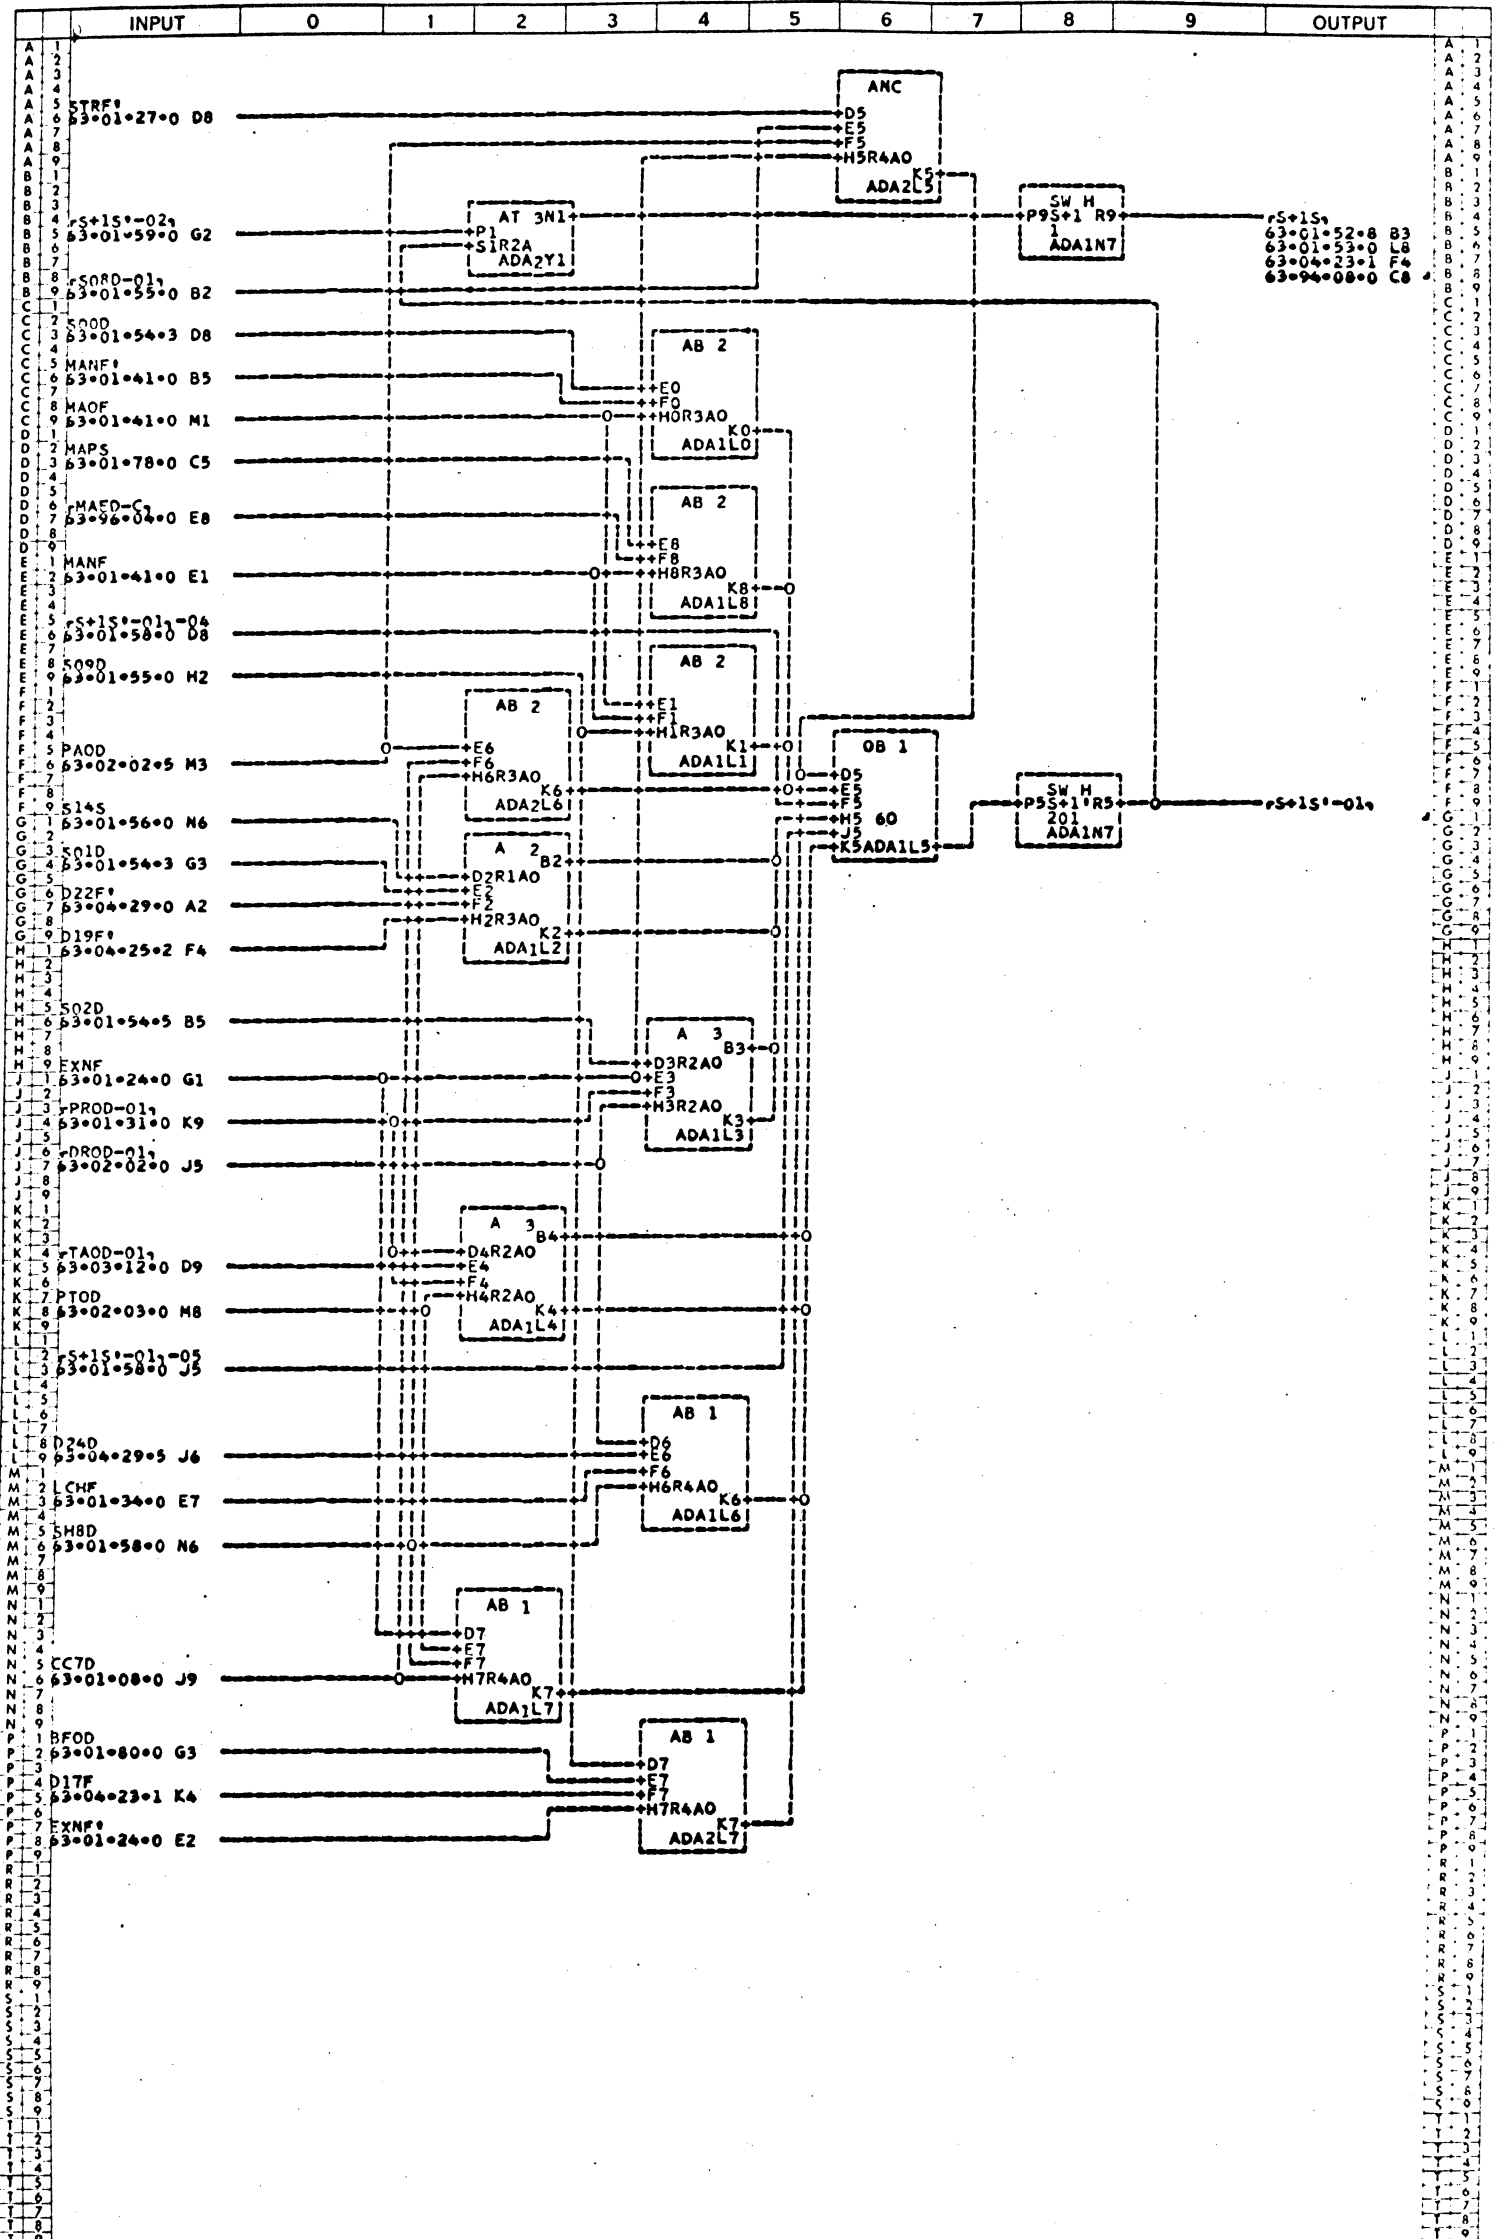 INPUT 0 1 2 3 4 5 6 7 8 9 OUTPUT
STRF'
63•01•27•0 D8
ANC
D5
E5
F5
H5R4AO
K5
ADA2L5
rS+1S'-02┐
63•01•59•0 G2
AT 3N1
P1
S1R2A
ADA2Y1
SW H
P9S+1 R9
1
ADA1N7
rS+1S┐
63•01•52•8 B3
63•01•53•0 L8
63•04•23•1 F4
63•94•08•0 C8
rS08D-01┐
63•01•55•0 B2
S00D
63•01•54•3 D8
MANF'
63•01•41•0 B5
MAOF
63•01•41•0 M1
AB 2
E0
F0
H0R3AO
K0
ADA1L0
MAPS
63•01•78•0 C5
rMAED-C┐
63•96•04•0 E8
MANF
63•01•41•0 E1
AB 2
E8
F8
H8R3AO
K8
ADA1L8
rS+1S'-01┐-04
63•01•58•0 D8
S09D
63•01•55•0 H2
AB 2
E1
F1
H1R3AO
K1
ADA1L1
PAOD
63•02•02•5 M3
AB 2
E6
F6
H6R3AO
K6
ADA2L6
OB 1
D5
E5
F5
H5 60
J5
K5ADA1L5
SW H
P5S+1'R5
201
ADA1N7
rS+1S'-01┐
S14S
63•01•56•0 N6
S01D
63•01•54•3 G3
D22F'
63•04•29•0 A2
D19F'
63•04•25•2 F4
A 2
B2
D2R1AO
E2
F2
H2R3AO
K2
ADA1L2
S02D
63•01•54•5 B5
EXNF
63•01•24•0 G1
rPROD-01┐
63•01•31•0 K9
rDROD-01┐
63•02•02•0 J5
A 3
B3
D3R2AO
E3
F3
H3R2AO
K3
ADA1L3
rTAOD-01┐
63•03•12•0 D9
PTOD
63•02•03•0 M8
A 3
B4
D4R2AO
E4
F4
H4R2AO
K4
ADA1L4
rS+1S'-01┐-05
63•01•58•0 J5
D24D
63•04•29•5 J6
LCHF
63•01•34•0 E7
SH8D
63•01•58•0 N6
AB 1
D6
E6
F6
H6R4AO
K6
ADA1L6
CC7D
63•01•08•0 J9
AB 1
D7
E7
F7
H7R4AO
K7
ADA1L7
BFOD
63•01•80•0 G3
D17F
63•04•23•1 K4
EXNF'
63•01•24•0 E2
AB 1
D7
E7
F7
H7R4AO
K7
ADA2L7